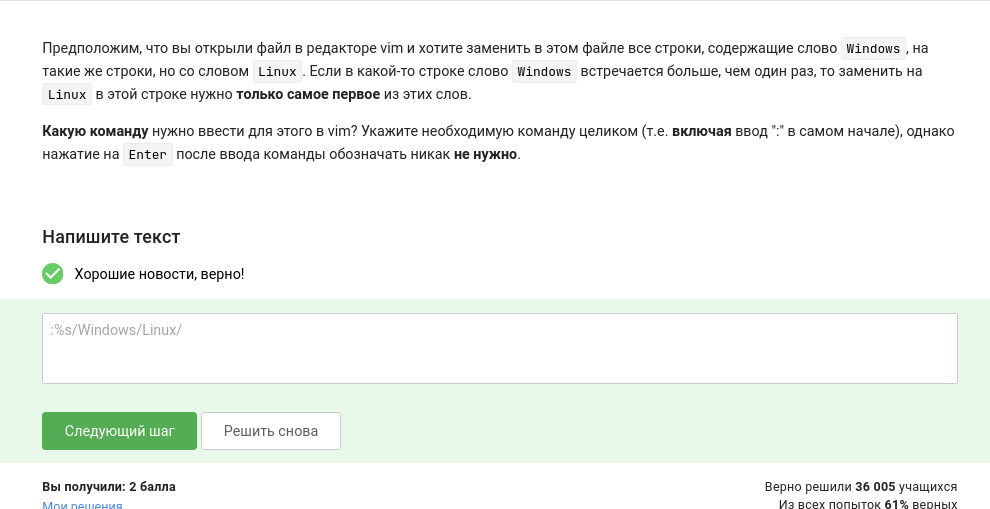 Предположим, что вы открыли файл в редакторе vim и хотите заменить в этом файле все строки, содержащие слово Windows, на
такие же строки, но со словом Linux. Если в какой-то строке слово Windows встречается больше, чем один раз, то заменить на
Linux в этой строке нужно только самое первое из этих слов.
Какую команду нужно ввести для этого в vim? Укажите необходимую команду целиком (т.е. включая ввод ":" в самом начале), однако
нажатие на Enter после ввода команды обозначать никак не нужно.
Напишите текст
Хорошие новости, верно!
:%s/Windows/Linux/
Следующий шаг Решить снова
Вы получили: 2 балла Верно решили 36 005 учащихся
Мои решения Из всех попыток 61% верных